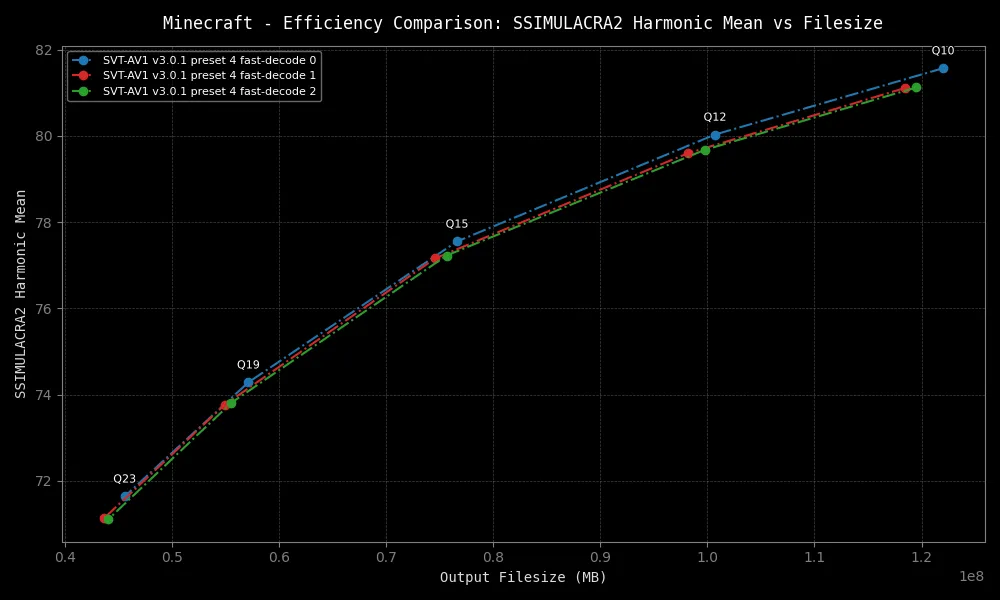 Minecraft - Efficiency Comparison: SSIMULACRA2 Harmonic Mean vs Filesize
SVT-AV1 v3.0.1 preset 4 fast-decode 0
SVT-AV1 v3.0.1 preset 4 fast-decode 1
SVT-AV1 v3.0.1 preset 4 fast-decode 2
Q10
Q12
Q15
Q19
Q23
82
80
78
76
74
72
SSIMULACRA2 Harmonic Mean
0.4 0.5 0.6 0.7 0.8 0.9 1.0 1.1 1.2
1e8
Output Filesize (MB)